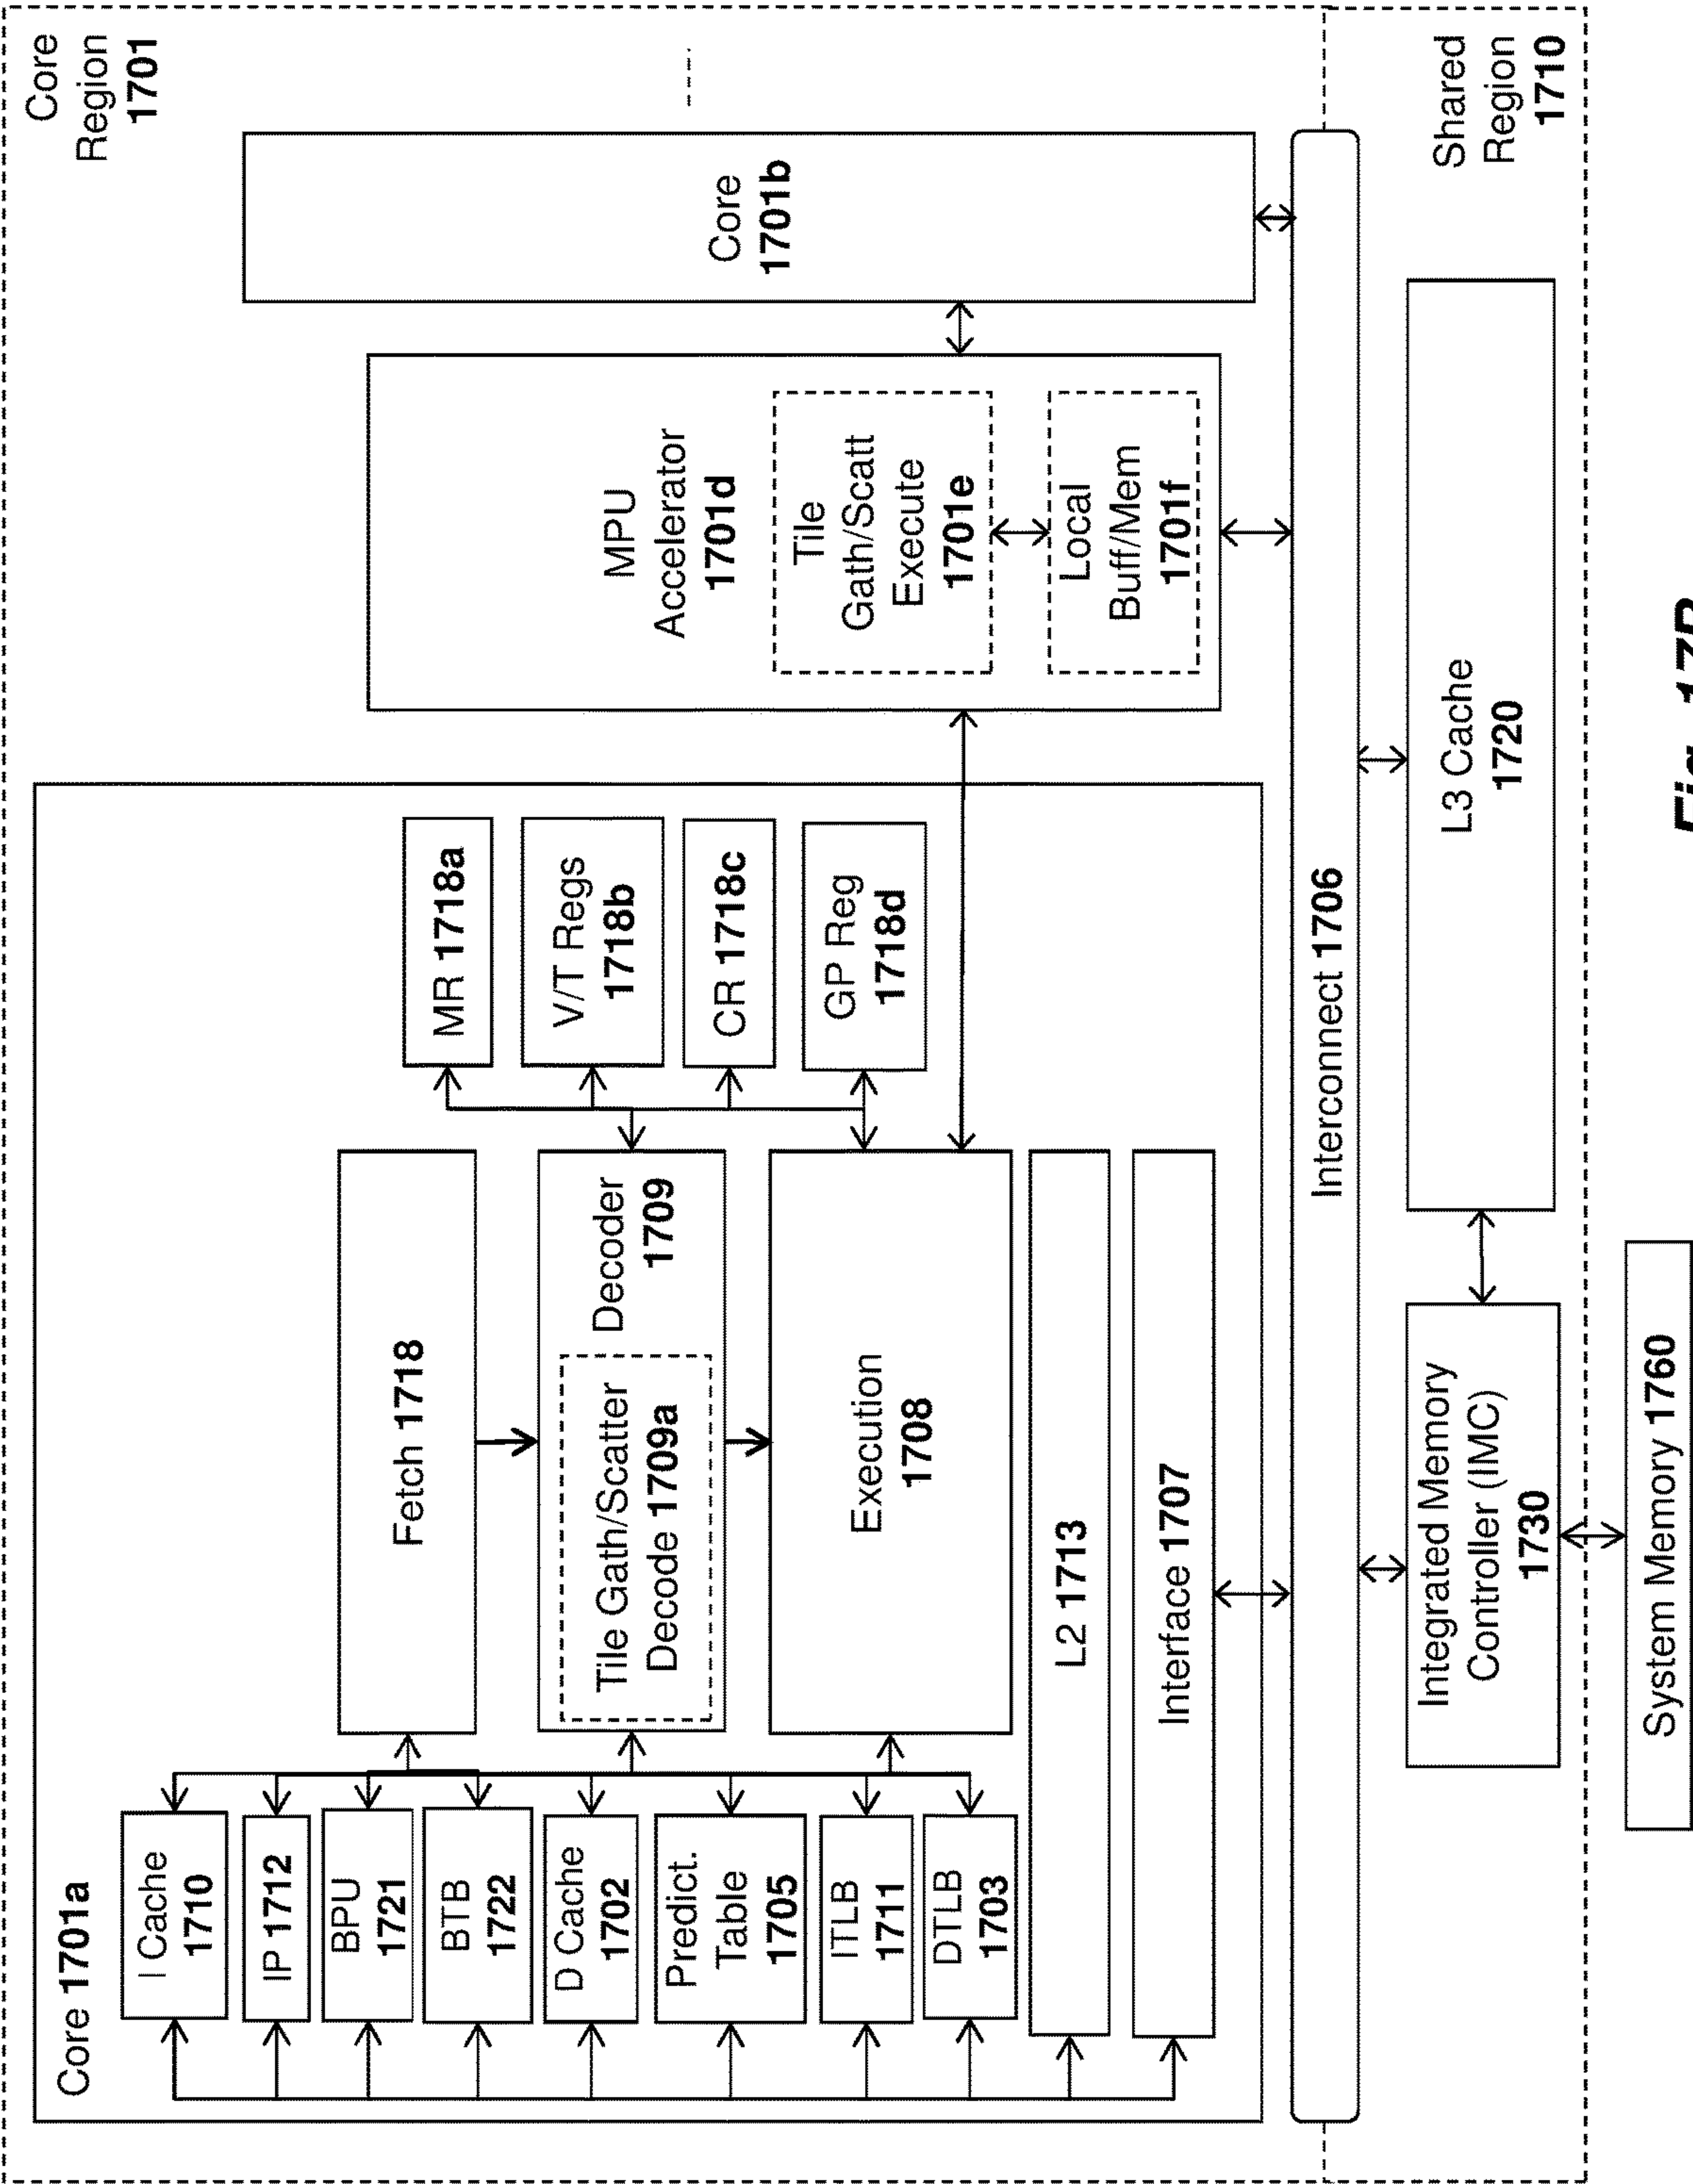 Core
Region
1701
Core 1701a
I Cache
1710
IP 1712
BPU
1721
BTB
1722
D Cache
1702
Predict.
Table
1705
ITLB
1711
DTLB
1703
Fetch 1718
Decoder
1709
Tile Gath/Scatter
Decode 1709a
Execution
1708
MR 1718a
V/T Regs
1718b
CR 1718c
GP Reg
1718d
L2 1713
Interface 1707
MPU
Accelerator
1701d
Tile
Gath/Scatt
Execute
1701e
Local
Buff/Mem
1701f
Core
1701b
Interconnect 1706
Shared
Region
1710
Integrated Memory
Controller (IMC)
1730
L3 Cache
1720
System Memory 1760